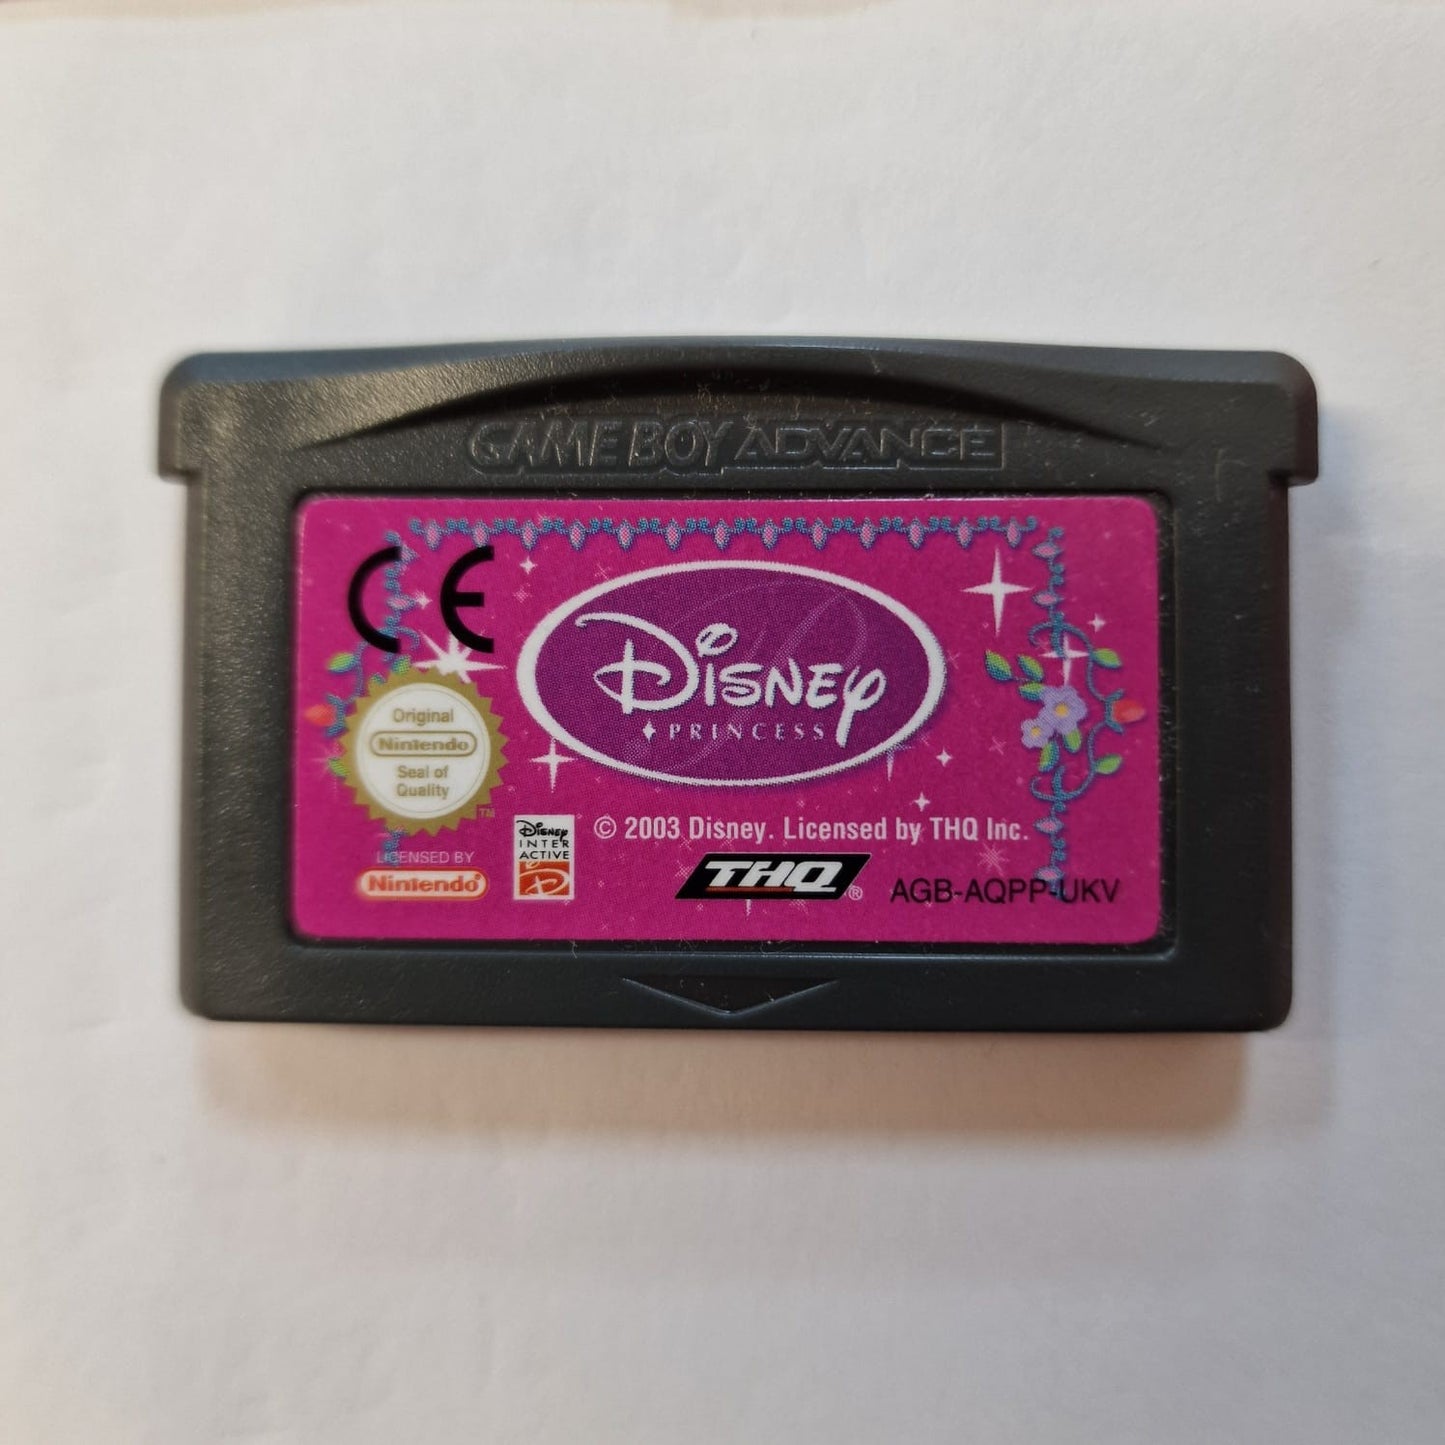 GAME BOY ADVANCE
CE
DISNEY
PRINCESS
Original
Nintendo
Seal of
Quality
TM
LICENSED BY
Nintendo®
DISNEY
INTER
ACTIVE
© 2003 Disney. Licensed by THQ Inc.
THQ®
AGB-AQPP-UKV